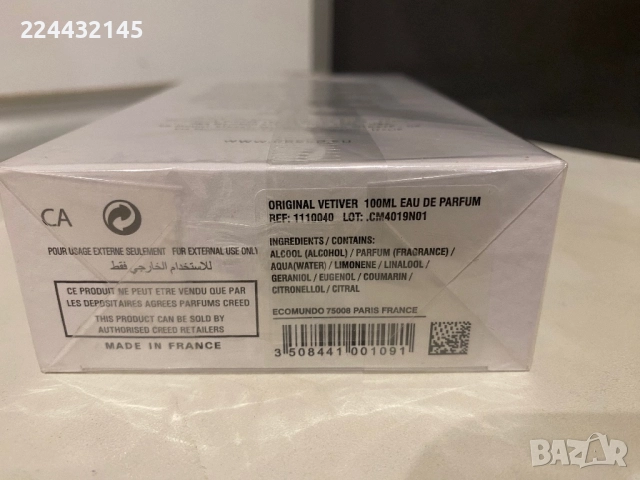 224432145
CA
POUR USAGE EXTERNE SEULEMENT FOR EXTERNAL USE ONLY
للاستخدام الخارجي فقط
CE PRODUIT NE PEUT ETRE VENDU QUE PAR
LES DEPOSITAIRES AGREES PARFUMS CREED
THIS PRODUCT CAN BE SOLD BY
AUTHORISED CREED RETAILERS
MADE IN FRANCE
ORIGINAL VETIVER 100ML EAU DE PARFUM
REF: 1110040 LOT: .CM4019N01
INGREDIENTS / CONTAINS:
ALCOOL (ALCOHOL) / PARFUM (FRAGRANCE) /
AQUA(WATER) / LIMONENE / LINALOOL /
GERANIOL / EUGENOL / COUMARIN /
CITRONELLOL / CITRAL
ECOMUNDO 75008 PARIS FRANCE
3 508441 001091
BAZAR